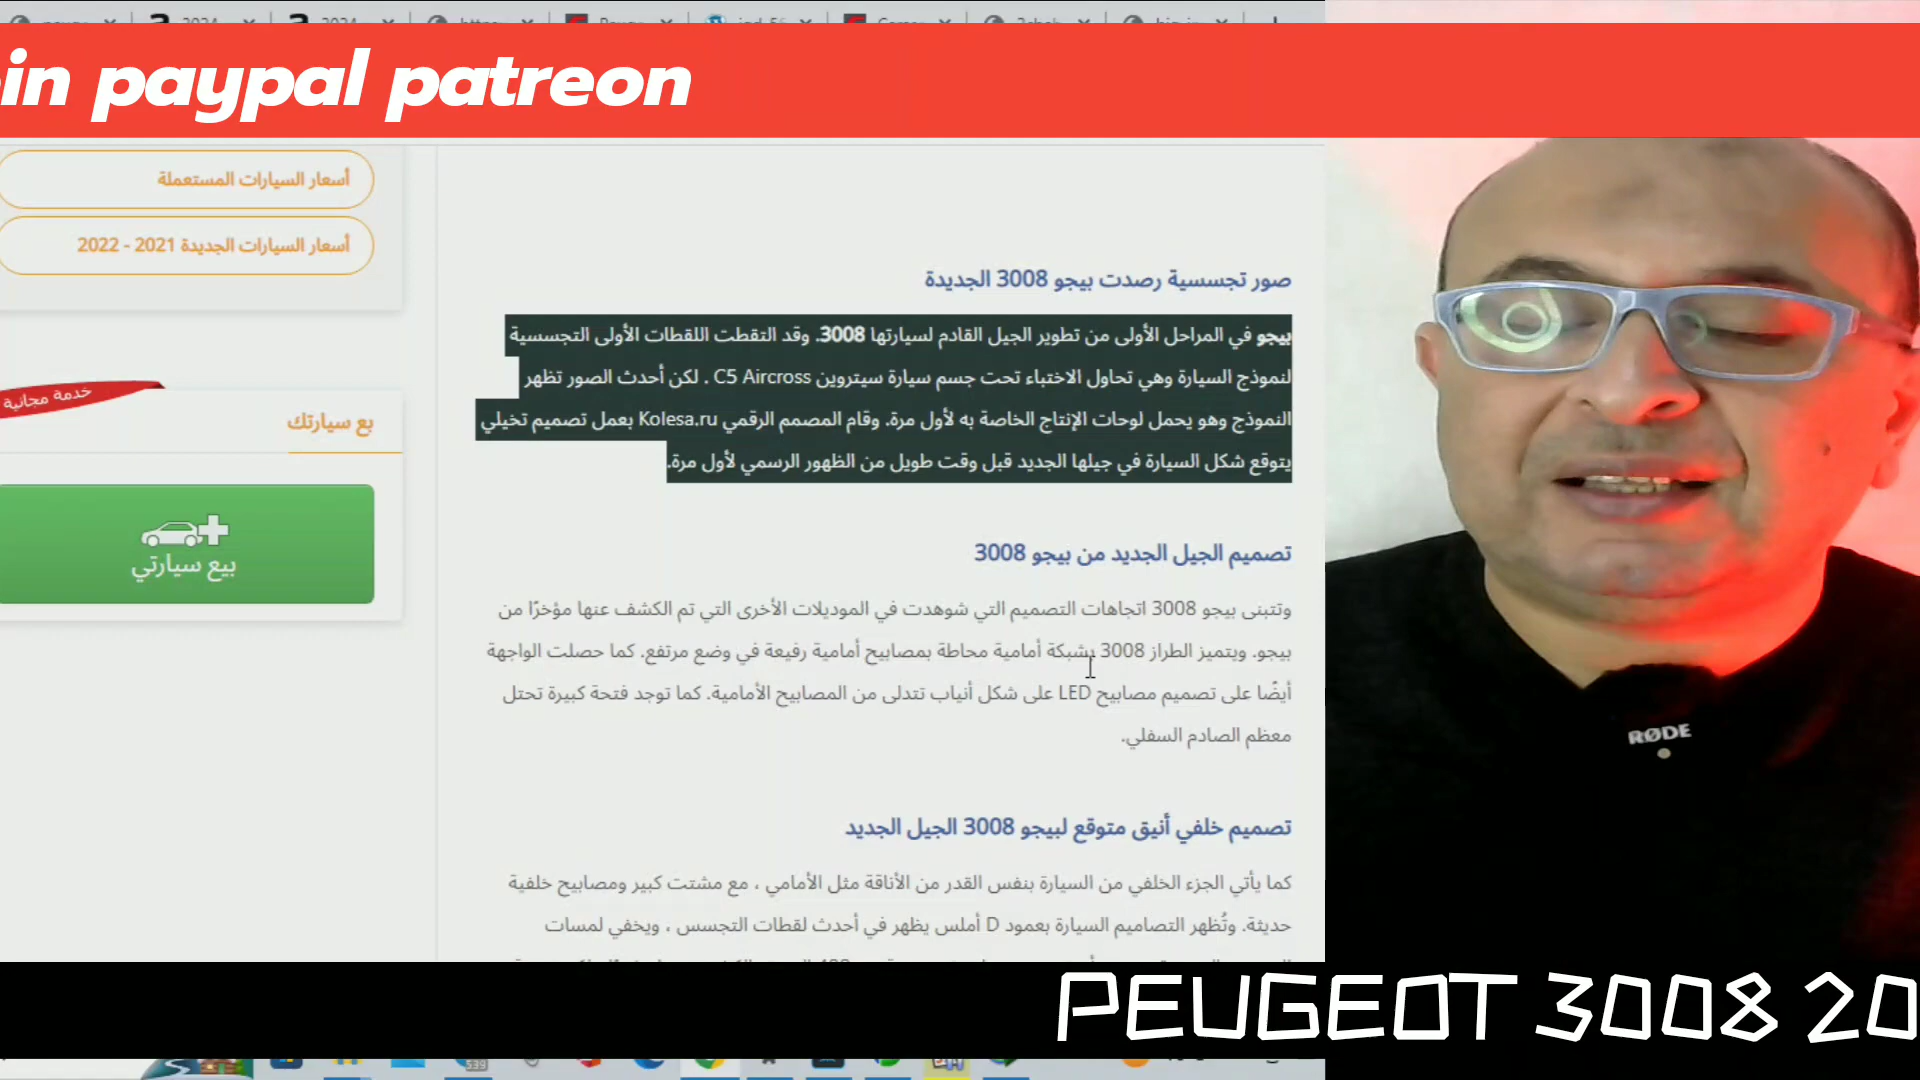 in paypal patreon
أسعار السيارات المستعملة
أسعار السيارات الجديدة 2021 - 2022
خدمة مجانية
بع سيارتك
بيع سيارتي
صور تجسسية رصدت بيجو 3008 الجديدة
بيجو في المراحل الأولى من تطوير الجيل القادم لسيارتها 3008. وقد التقطت اللقطات الأولى التجسسية
لنموذج السيارة وهي تحاول الاختباء تحت جسم سيارة سيتروين C5 Aircross . لكن أحدث الصور تظهر
النموذج وهو يحمل لوحات الإنتاج الخاصة به لأول مرة. وقام المصمم الرقمي Kolesa.ru بعمل تصميم تخيلي
يتوقع شكل السيارة في جيلها الجديد قبل وقت طويل من الظهور الرسمي لأول مرة.
تصميم الجيل الجديد من بيجو 3008
وتتبنى بيجو 3008 اتجاهات التصميم التي شوهدت في الموديلات الأخرى التي تم الكشف عنها مؤخرًا من
بيجو. ويتميز الطراز 3008 بشبكة أمامية محاطة بمصابيح أمامية رفيعة في وضع مرتفع. كما حصلت الواجهة
أيضًا على تصميم مصابيح LED على شكل أنياب تتدلى من المصابيح الأمامية. كما توجد فتحة كبيرة تحتل
معظم الصادم السفلي.
تصميم خلفي أنيق متوقع لبيجو 3008 الجيل الجديد
كما يأتي الجزء الخلفي من السيارة بنفس القدر من الأناقة مثل الأمامي ، مع مشتت كبير ومصابيح خلفية
حديثة. وتُظهر التصاميم السيارة بعمود D أملس يظهر في أحدث لقطات التجسس ، ويخفي لمسات
RØDE
PEUGEOT 3008 20